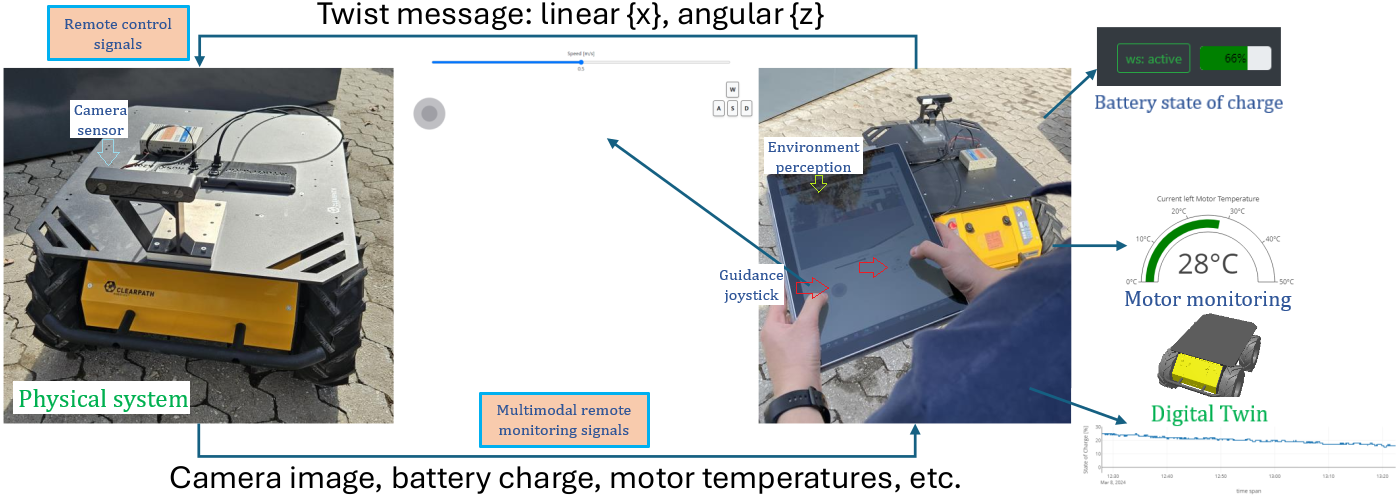 Twist message: linear {x}, angular {z}
Remote control
signals
Speed [m/s]
0.5
W
A S D
ws: active
66%
Battery state of charge
Camera
sensor
CLEARPATH
Physical system
Environment
perception
Guidance
joystick
Current left Motor Temperature
0°C
10°C
20°C
30°C
40°C
50°C
28°C
Motor monitoring
Digital Twin
Multimodal remote
monitoring signals
Camera image, battery charge, motor temperatures, etc.
State of Charge [%]
30
20
10
0
12:30
Mar 8, 2024
12:40
12:50
13:00
13:10
13:20
time span